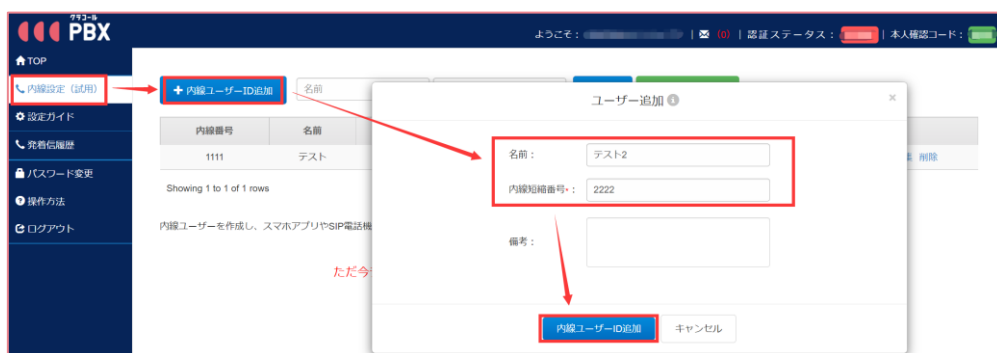 クラコール
PBX
ようこそ： | (0) | 認証ステータス： | 本人確認コード：
TOP
内線設定（試用）
設定ガイド
発着信履歴
パスワード変更
操作方法
ログアウト
+ 内線ユーザーID追加
名前
内線番号 名前
1111 テスト
削除
Showing 1 to 1 of 1 rows
内線ユーザーを作成し、スマホアプリやSIP電話機
ただ今
ユーザー追加
×
名前： テスト2
内線短縮番号*： 2222
備考：
内線ユーザーID追加 キャンセル